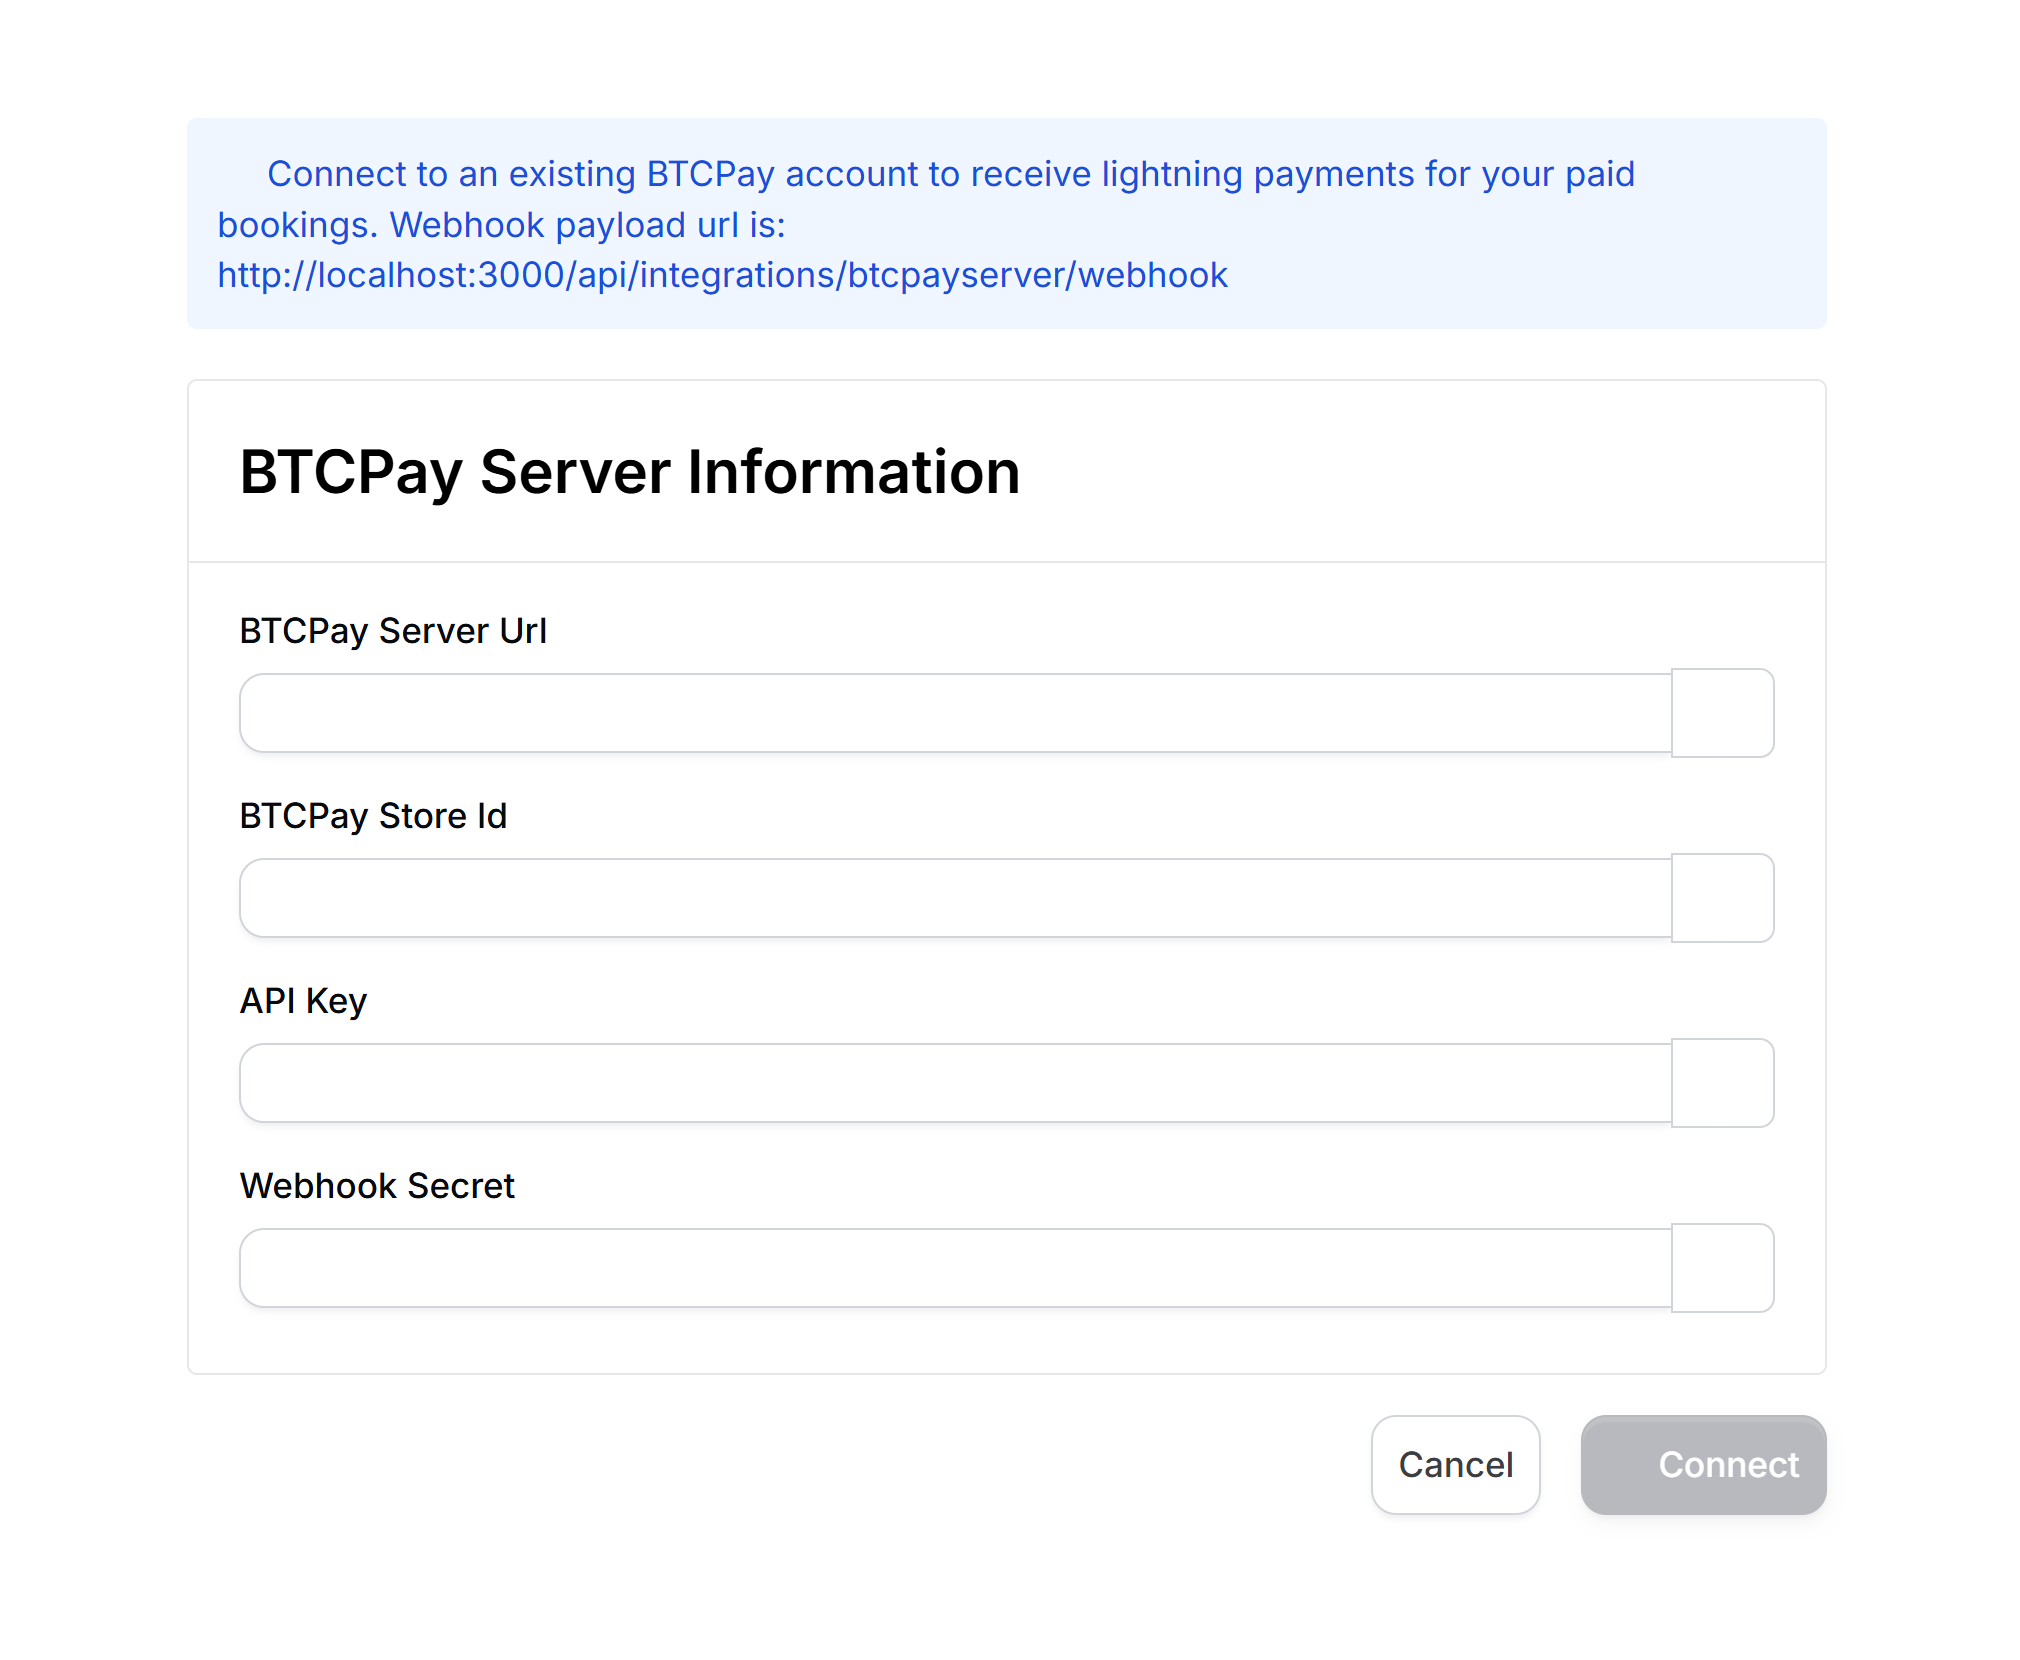 Connect to an existing BTCPay account to receive lightning payments for your paid
bookings. Webhook payload url is:
http://localhost:3000/api/integrations/btcpayserver/webhook
BTCPay Server Information
BTCPay Server Url
BTCPay Store Id
API Key
Webhook Secret
Cancel
Connect